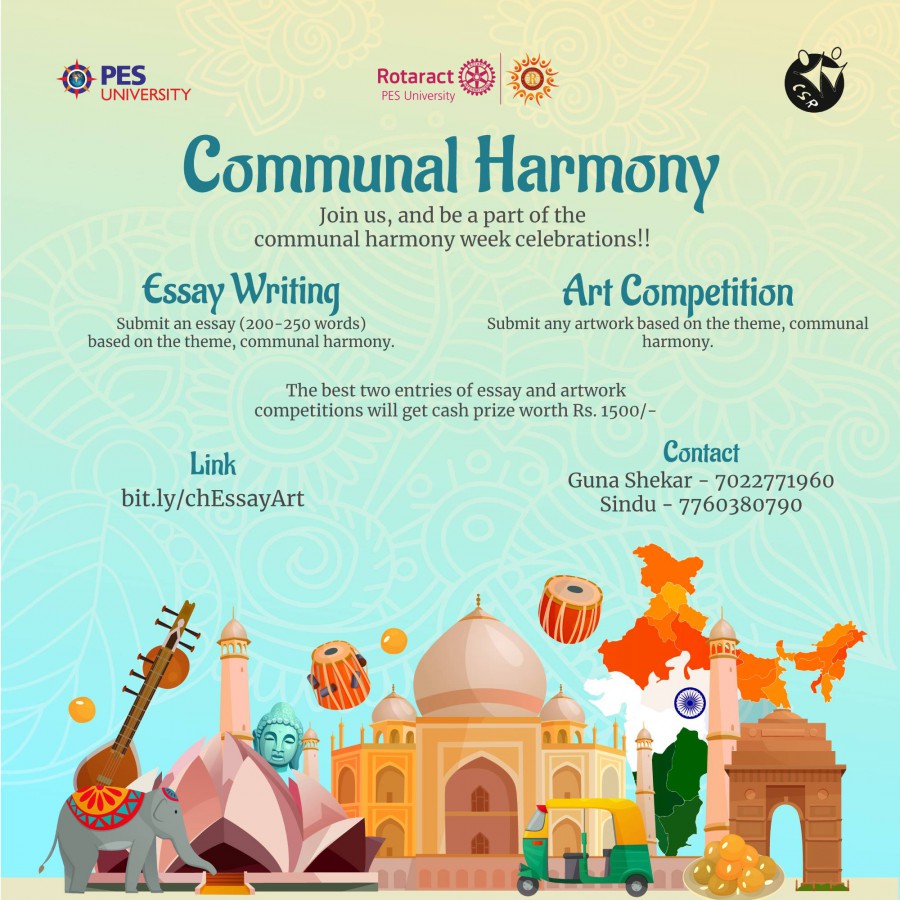 PES
UNIVERSITY
Rotaract
PES University
CSR
Communal Harmony
Join us, and be a part of the
communal harmony week celebrations!!
Essay Writing
Submit an essay (200-250 words)
based on the theme, communal harmony.
Art Competition
Submit any artwork based on the theme, communal
harmony.
The best two entries of essay and artwork
competitions will get cash prize worth Rs. 1500/-
Link
bit.ly/chEssayArt
Contact
Guna Shekar - 7022771960
Sindu - 7760380790